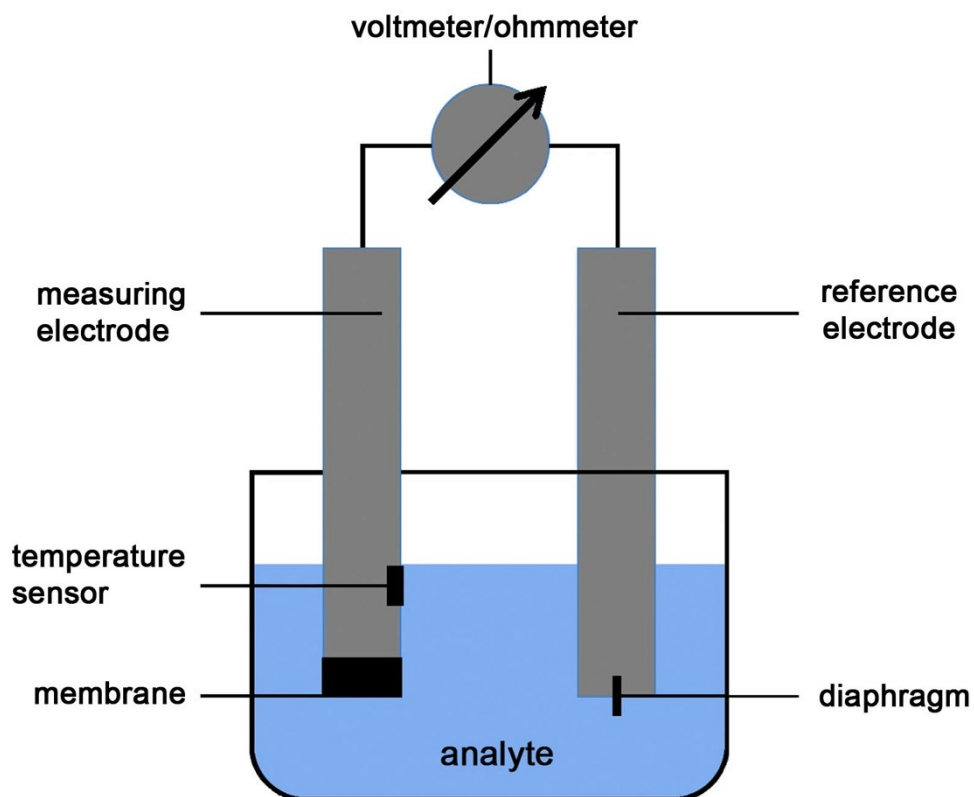 voltmeter/ohmmeter
measuring
electrode
reference
electrode
temperature
sensor
membrane
diaphragm
analyte